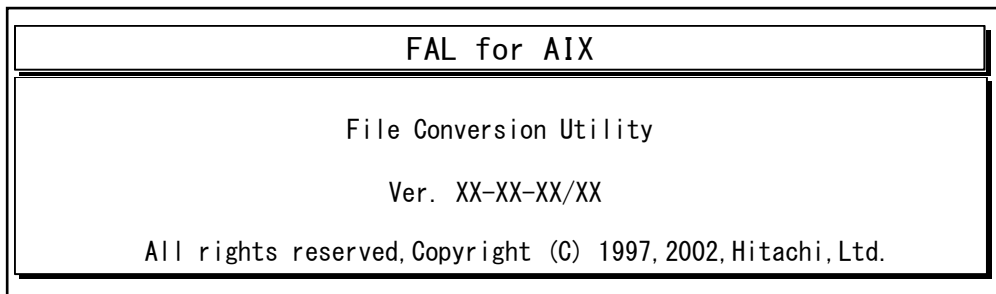 FAL for AIX
File Conversion Utility
Ver. XX-XX-XX/XX
All rights reserved,Copyright (C) 1997,2002,Hitachi,Ltd.